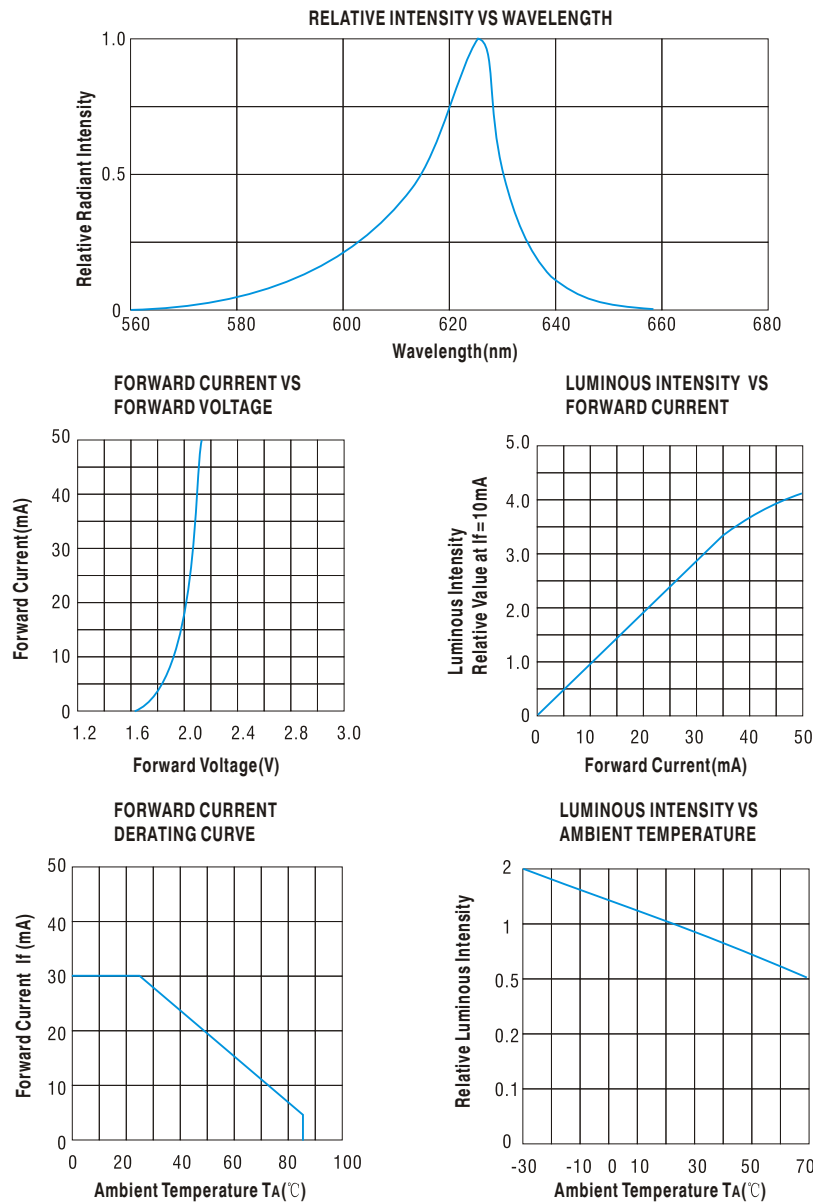 RELATIVE INTENSITY VS WAVELENGTH
1.0
0.5
0
Relative Radiant Intensity
560 580 600 620 640 660 680
Wavelength(nm)
FORWARD CURRENT VS
FORWARD VOLTAGE
50
40
30
20
10
0
Forward Current(mA)
1.2 1.6 2.0 2.4 2.8 3.0
Forward Voltage(V)
LUMINOUS INTENSITY VS
FORWARD CURRENT
5.0
4.0
3.0
2.0
1.0
0
Luminous Intensity
Relative Value at If=10mA
0 10 20 30 40 50
Forward Current(mA)
FORWARD CURRENT
DERATING CURVE
50
40
30
20
10
0
Forward Current If (mA)
0 20 40 60 80 100
Ambient Temperature TA(℃)
LUMINOUS INTENSITY VS
AMBIENT TEMPERATURE
2
1
0.5
0.2
0.1
0
Relative Luminous Intensity
-30 -10 0 10 30 50 70
Ambient Temperature TA(℃)